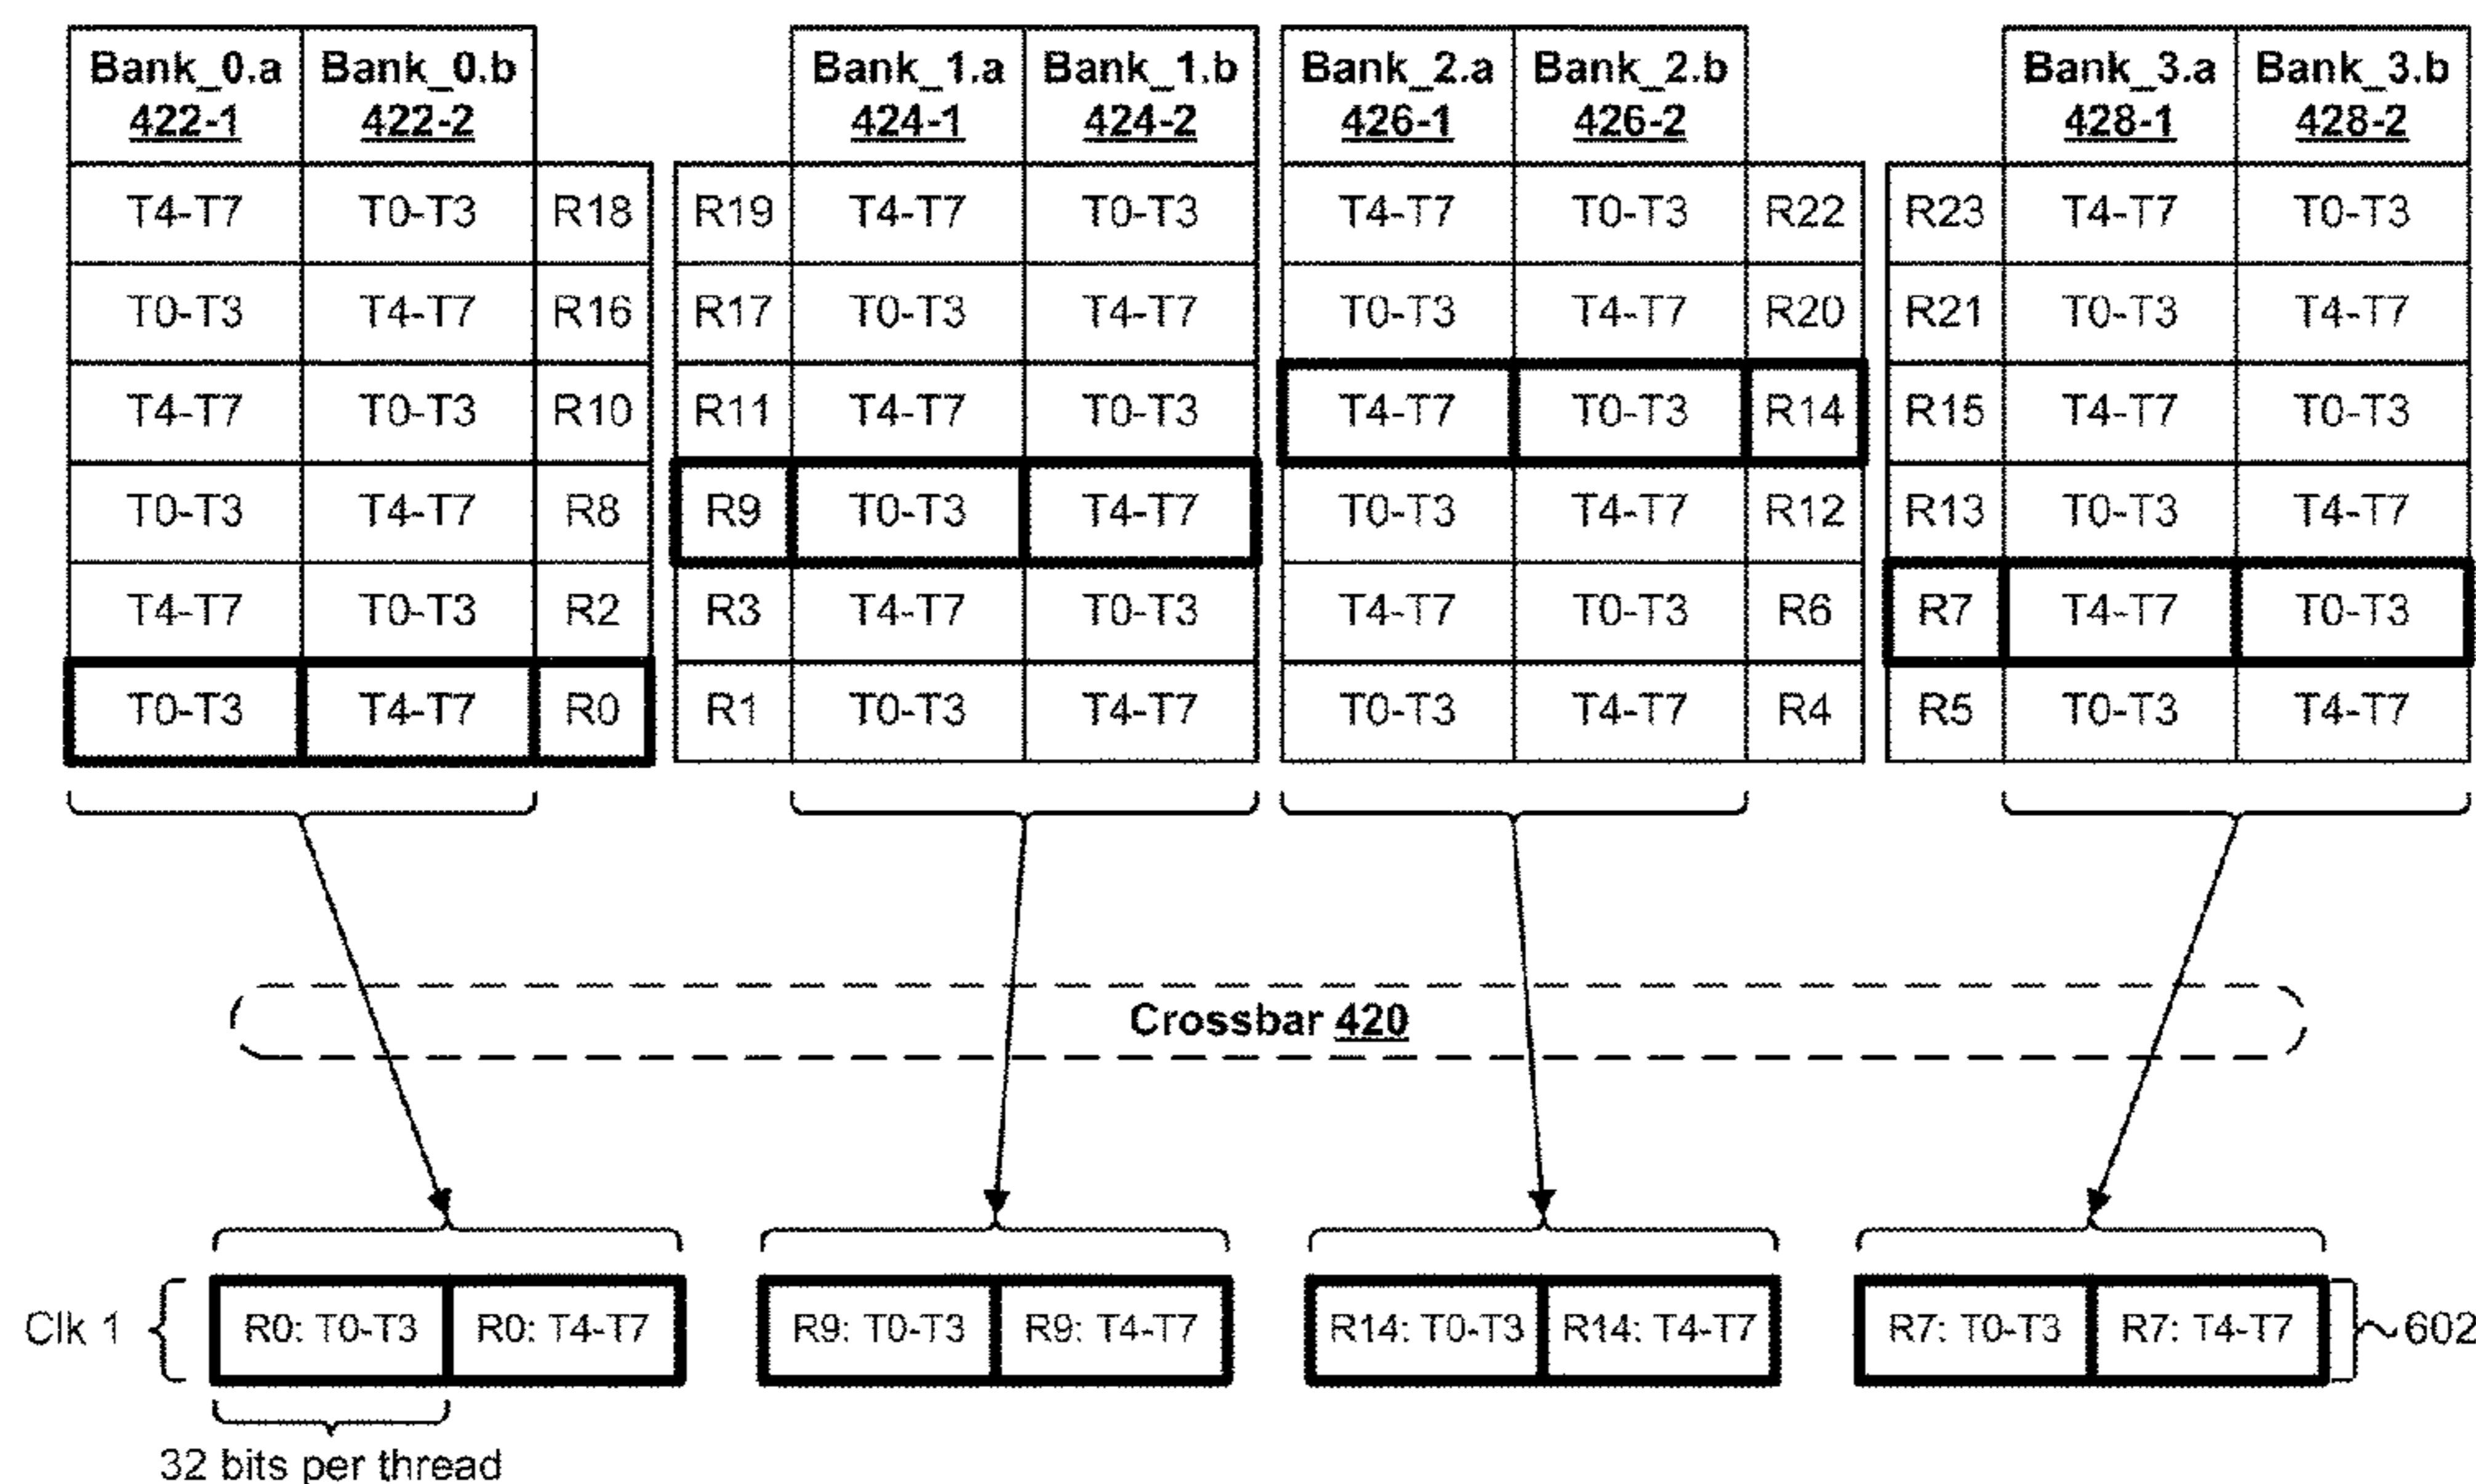 Bank_0.a Bank_0.b Bank_1.a Bank_1.b Bank_2.a Bank_2.b Bank_3.a Bank_3.b
422-1 422-2 424-1 424-2 426-1 426-2 428-1 428-2
T4-T7 T0-T3 R18 R19 T4-T7 T0-T3 T4-T7 T0-T3 R22 R23 T4-T7 T0-T3
T0-T3 T4-T7 R16 R17 T0-T3 T4-T7 T0-T3 T4-T7 R20 R21 T0-T3 T4-T7
T4-T7 T0-T3 R10 R11 T4-T7 T0-T3 T4-T7 T0-T3 R14 R15 T4-T7 T0-T3
T0-T3 T4-T7 R8 R9 T0-T3 T4-T7 T0-T3 T4-T7 R12 R13 T0-T3 T4-T7
T4-T7 T0-T3 R2 R3 T4-T7 T0-T3 T4-T7 T0-T3 R6 R7 T4-T7 T0-T3
T0-T3 T4-T7 R0 R1 T0-T3 T4-T7 T0-T3 T4-T7 R4 R5 T0-T3 T4-T7
Crossbar 420
Clk 1 R0: T0-T3 R0: T4-T7 R9: T0-T3 R9: T4-T7 R14: T0-T3 R14: T4-T7 R7: T0-T3 R7: T4-T7 602
32 bits per thread